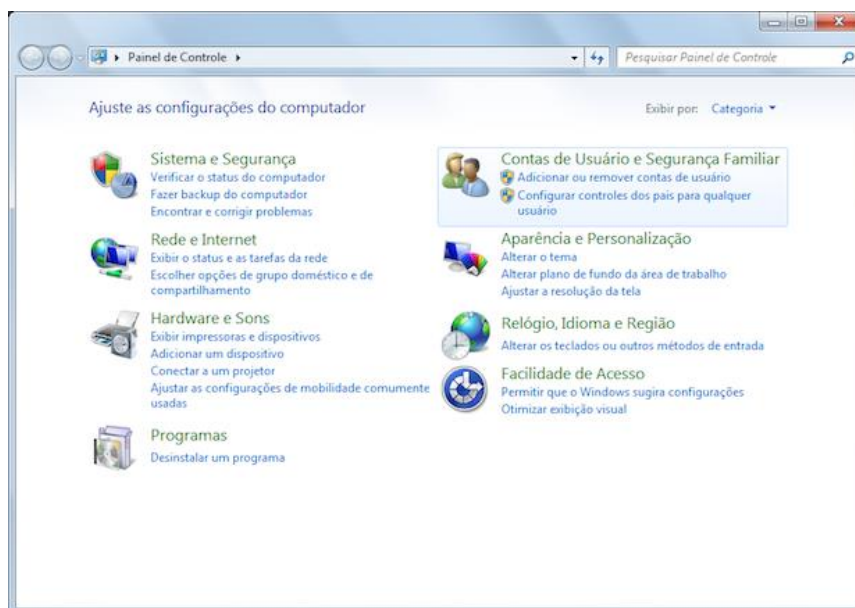 Painel de Controle
Pesquisar Painel de Controle
Ajuste as configurações do computador
Exibir por: Categoria
Sistema e Segurança
Verificar o status do computador
Fazer backup do computador
Encontrar e corrigir problemas
Rede e Internet
Exibir o status e as tarefas da rede
Escolher opções de grupo doméstico e de
compartilhamento
Hardware e Sons
Exibir impressoras e dispositivos
Adicionar um dispositivo
Conectar a um projetor
Ajustar as configurações de mobilidade comumente
usadas
Programas
Desinstalar um programa
Contas de Usuário e Segurança Familiar
Adicionar ou remover contas de usuário
Configurar controles dos pais para qualquer
usuário
Aparência e Personalização
Alterar o tema
Alterar plano de fundo da área de trabalho
Ajustar a resolução da tela
Relógio, Idioma e Região
Alterar os teclados ou outros métodos de entrada
Facilidade de Acesso
Permitir que o Windows sugira configurações
Otimizar exibição visual